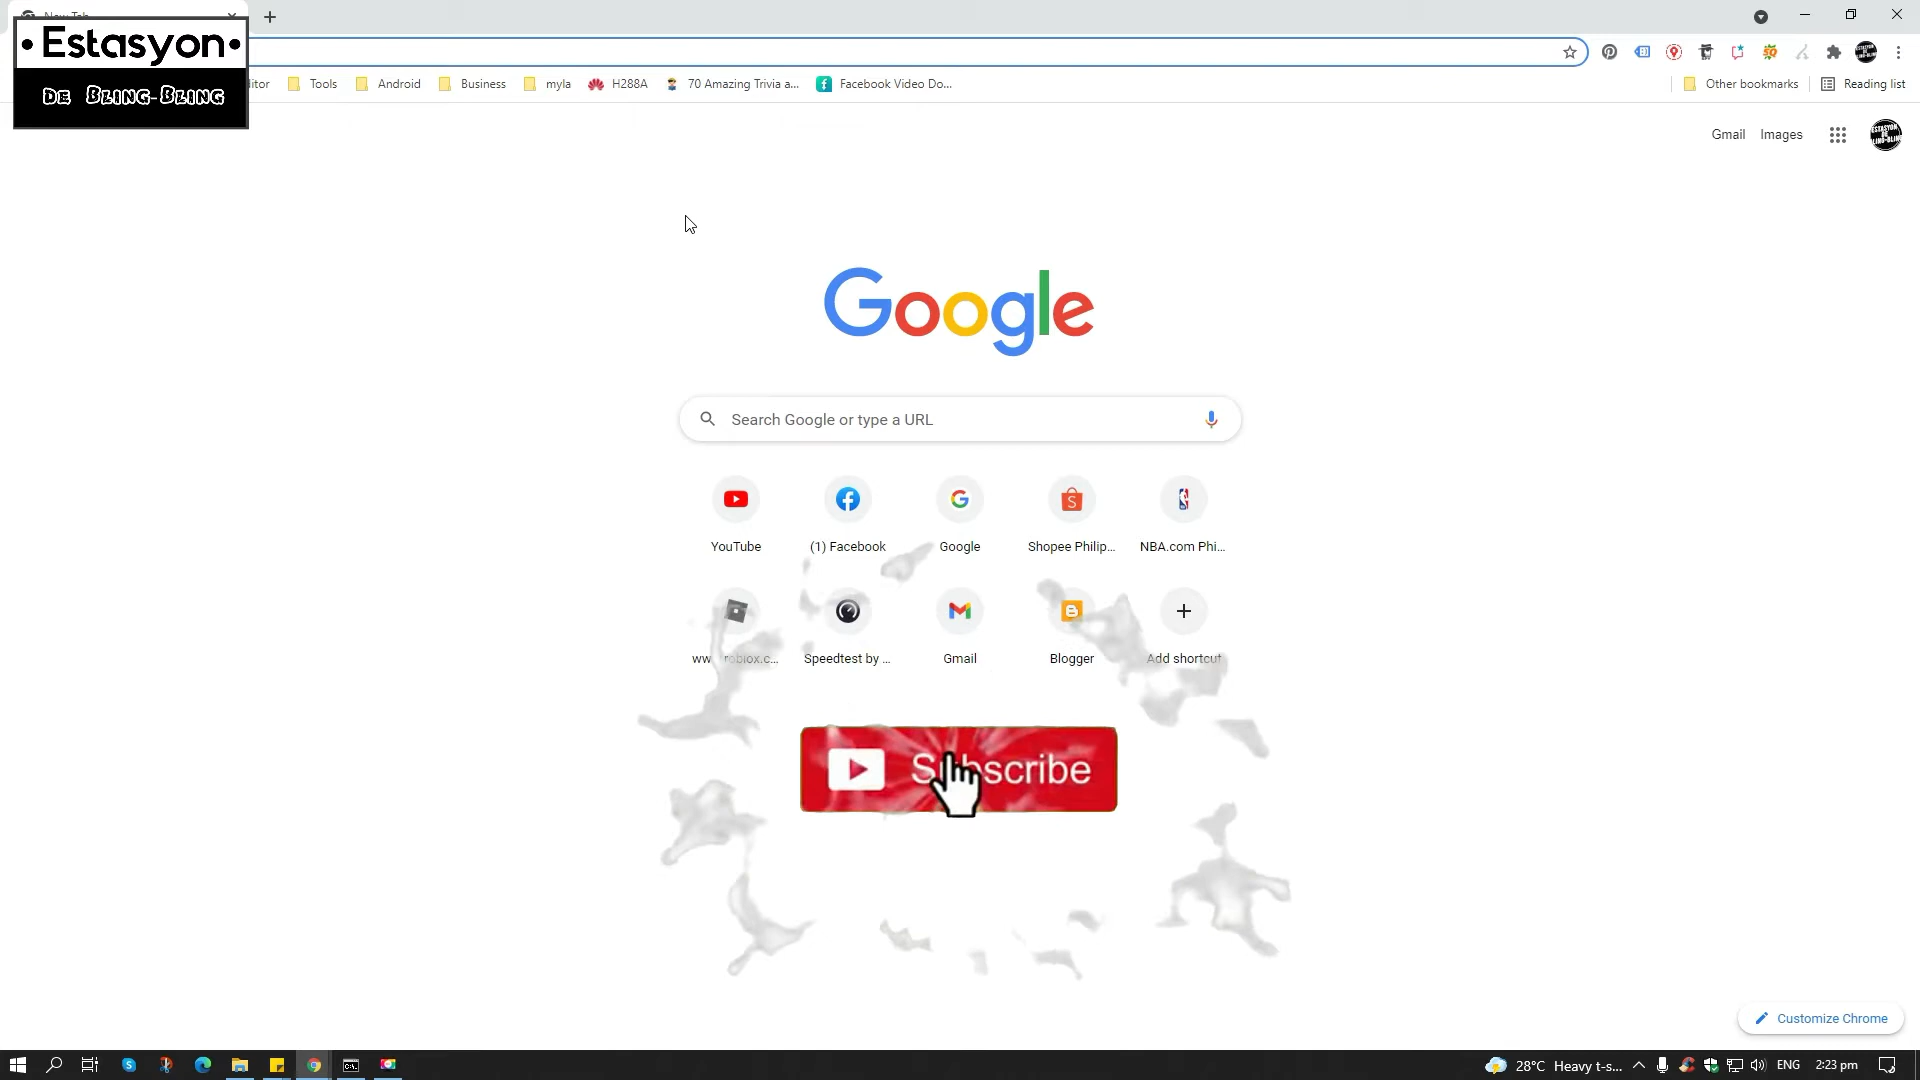 New Tab
• Estasyon •
De Bling-Bling
itor
Tools
Android
Business
myla
H288A
70 Amazing Trivia a...
Facebook Video Do...
Other bookmarks
Reading list
Gmail
Images
Google
Search Google or type a URL
YouTube
(1) Facebook
Google
Shopee Philip...
NBA.com Phi...
Speedtest by ...
Gmail
Blogger
Add shortcut
Subscribe
Customize Chrome
28°C Heavy t-s...
ENG
2:23 pm